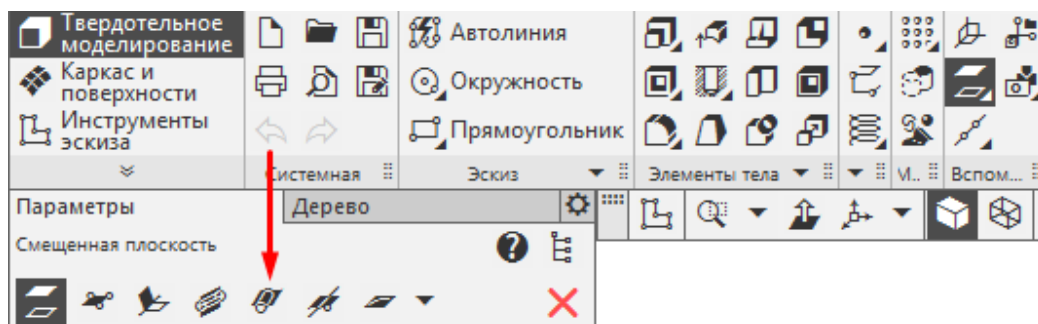 Твердотельное
моделирование
Автолиния
Каркас и
поверхности
Окружность
Инструменты
эскиза
Прямоугольник
Системная
Эскиз
Элементы тела
М...
Вспом...
Параметры
Дерево
Смещенная плоскость